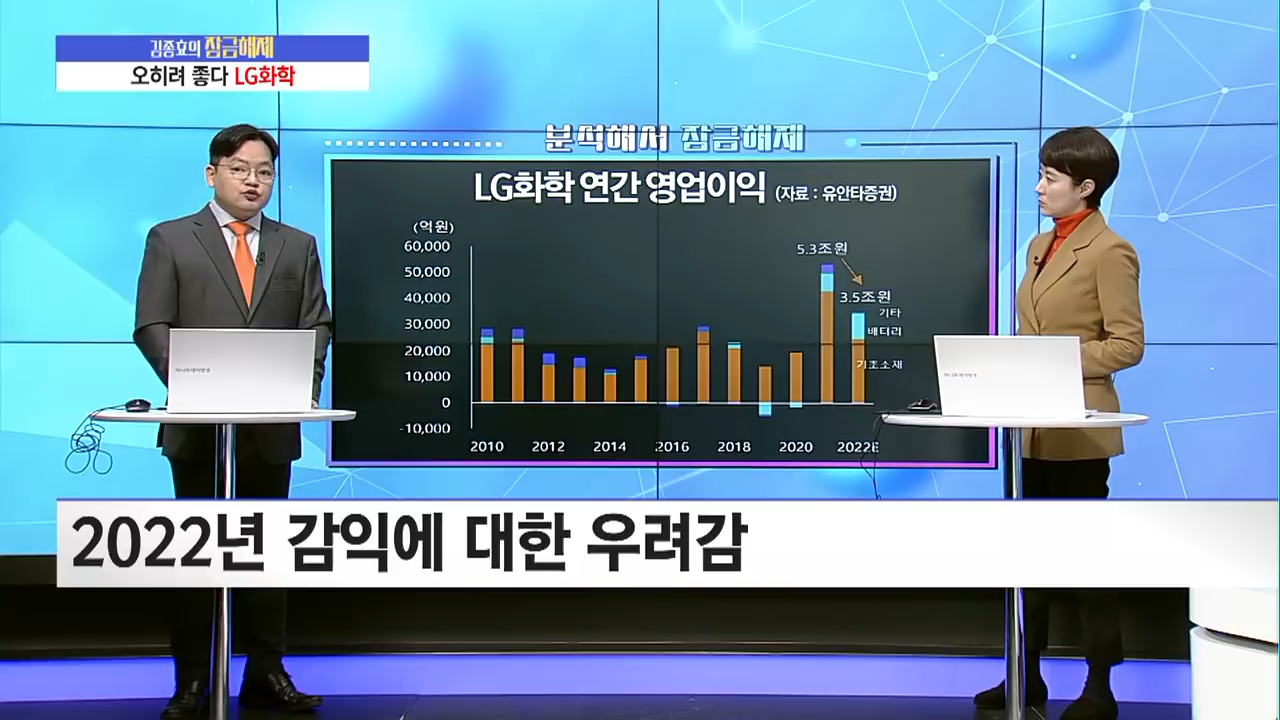 김종효의 잠금해제
오히려 좋다 LG화학
분석해서 잠금해제
LG화학 연간 영업이익 (자료 : 유안타증권)
(억원)
60,000
50,000
40,000
30,000
20,000
10,000
0
-10,000
5.3조원
3.5조원
기타
배터리
기초소재
2010 2012 2014 2016 2018 2020 2022E
2022년 감익에 대한 우려감